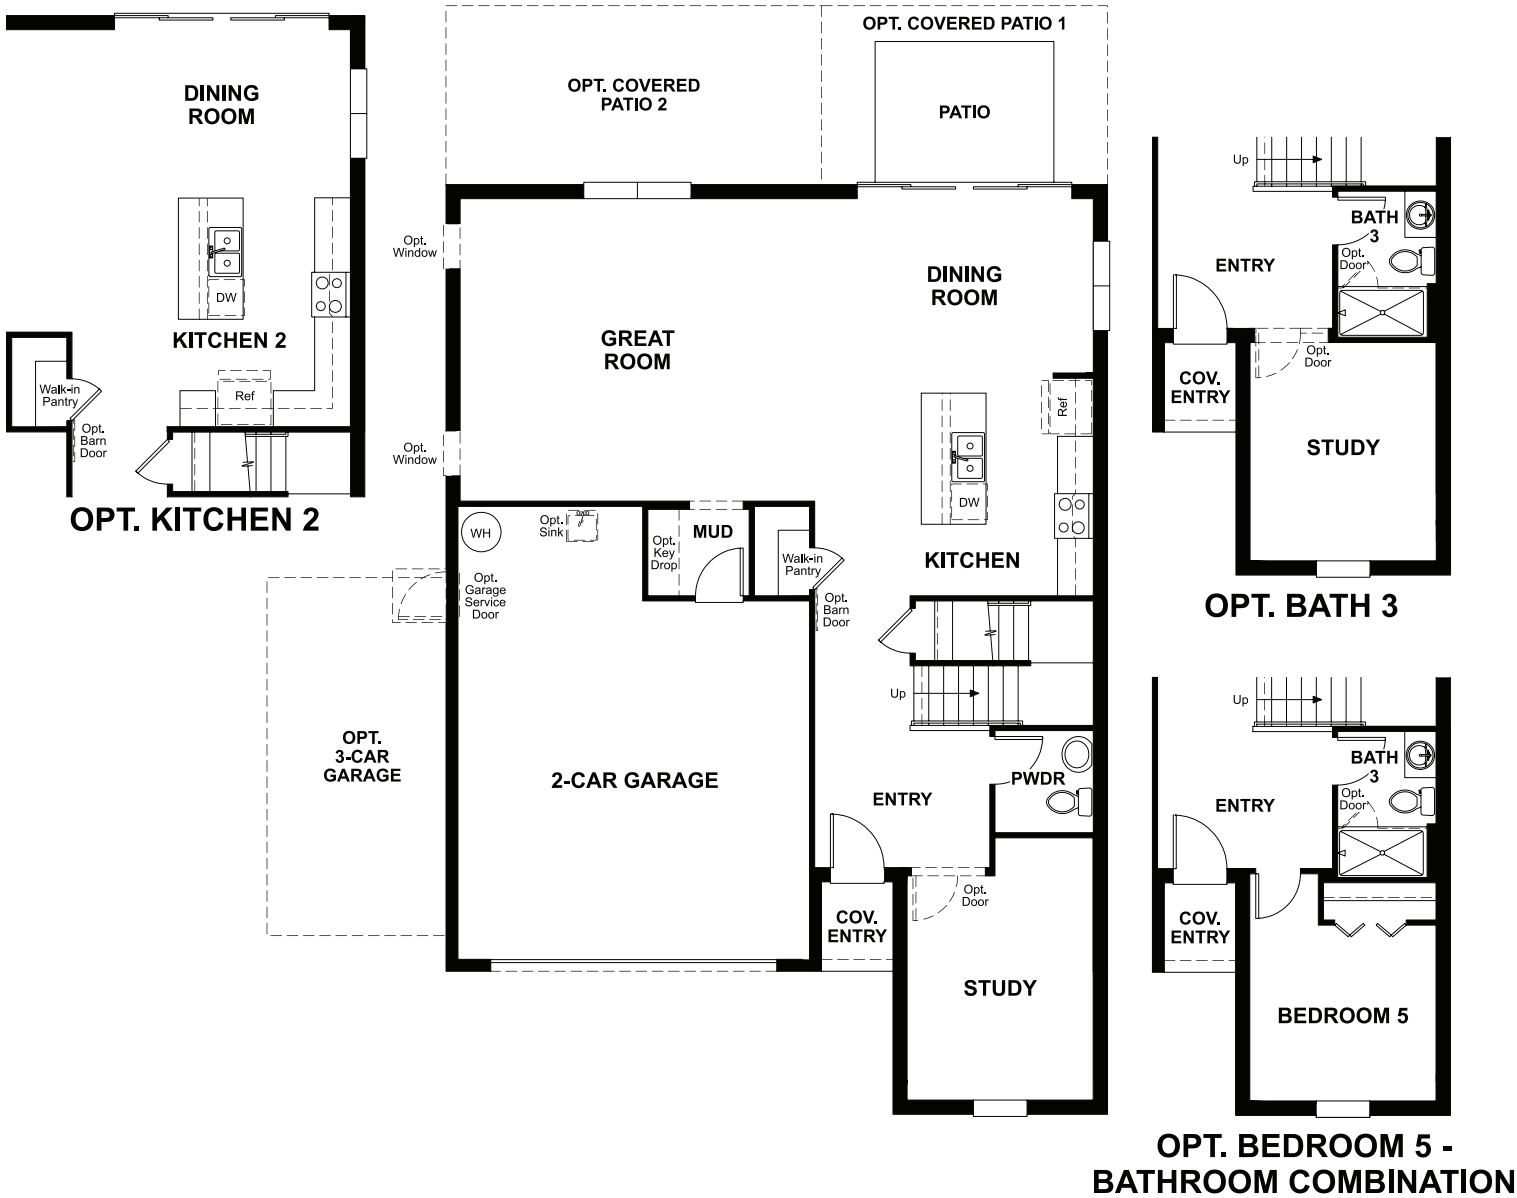 DINING
ROOM
DW
KITCHEN 2
Walk-in
Pantry
Ref
Opt.
Barn
Door
OPT. KITCHEN 2
OPT. COVERED
PATIO 2
OPT. COVERED PATIO 1
PATIO
Opt.
Window
DINING
ROOM
GREAT
ROOM
Ref
Opt.
Window
DW
KITCHEN
WH
Opt.
Sink
MUD
Opt.
Key
Drop
Walk-in
Pantry
Opt.
Garage
Service
Door
Opt.
Barn
Door
Up
OPT.
3-CAR
GARAGE
2-CAR GARAGE
PWDR
ENTRY
Opt.
Door
COV.
ENTRY
STUDY
Up
BATH
3
Opt.
Door
ENTRY
Opt.
Door
COV.
ENTRY
STUDY
OPT. BATH 3
Up
BATH
3
Opt.
Door
ENTRY
COV.
ENTRY
BEDROOM 5
OPT. BEDROOM 5 -
BATHROOM COMBINATION